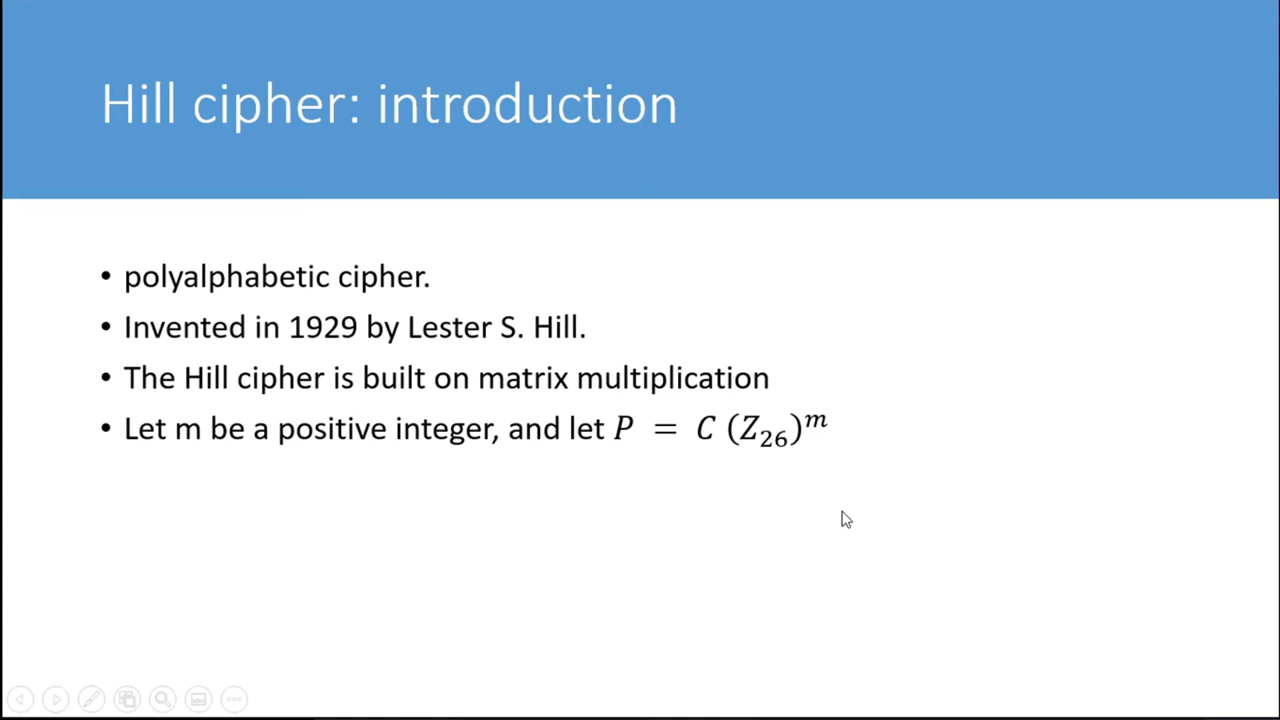 Hill cipher: introduction
• polyalphabetic cipher.
• Invented in 1929 by Lester S. Hill.
• The Hill cipher is built on matrix multiplication
• Let m be a positive integer, and let P = C (Z₂₆)ᵐ